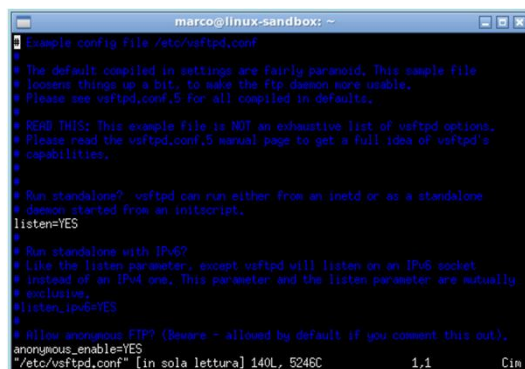 marco@linux-sandbox: ~
# Example config file /etc/vsftpd.conf
#
# The default compiled in settings are fairly paranoid. This sample file
# loosens things up a bit, to make the ftp daemon more usable.
# Please see vsftpd.conf.5 for all compiled in defaults.
#
# READ THIS: This example file is NOT an exhaustive list of vsftpd options.
# Please read the vsftpd.conf.5 manual page to get a full idea of vsftpd's
# capabilities.
#
#
# Run standalone?  vsftpd can run either from an inetd or as a standalone
# daemon started from an initscript.
listen=YES
#
# Run standalone with IPv6?
# Like the listen parameter, except vsftpd will listen on an IPv6 socket
# instead of an IPv4 one. This parameter and the listen parameter are mutually
# exclusive.
#listen_ipv6=YES
#
# Allow anonymous FTP? (Beware - allowed by default if you comment this out).
anonymous_enable=YES
"/etc/vsftpd.conf" [in sola lettura] 140L, 5246C 1,1 Cim